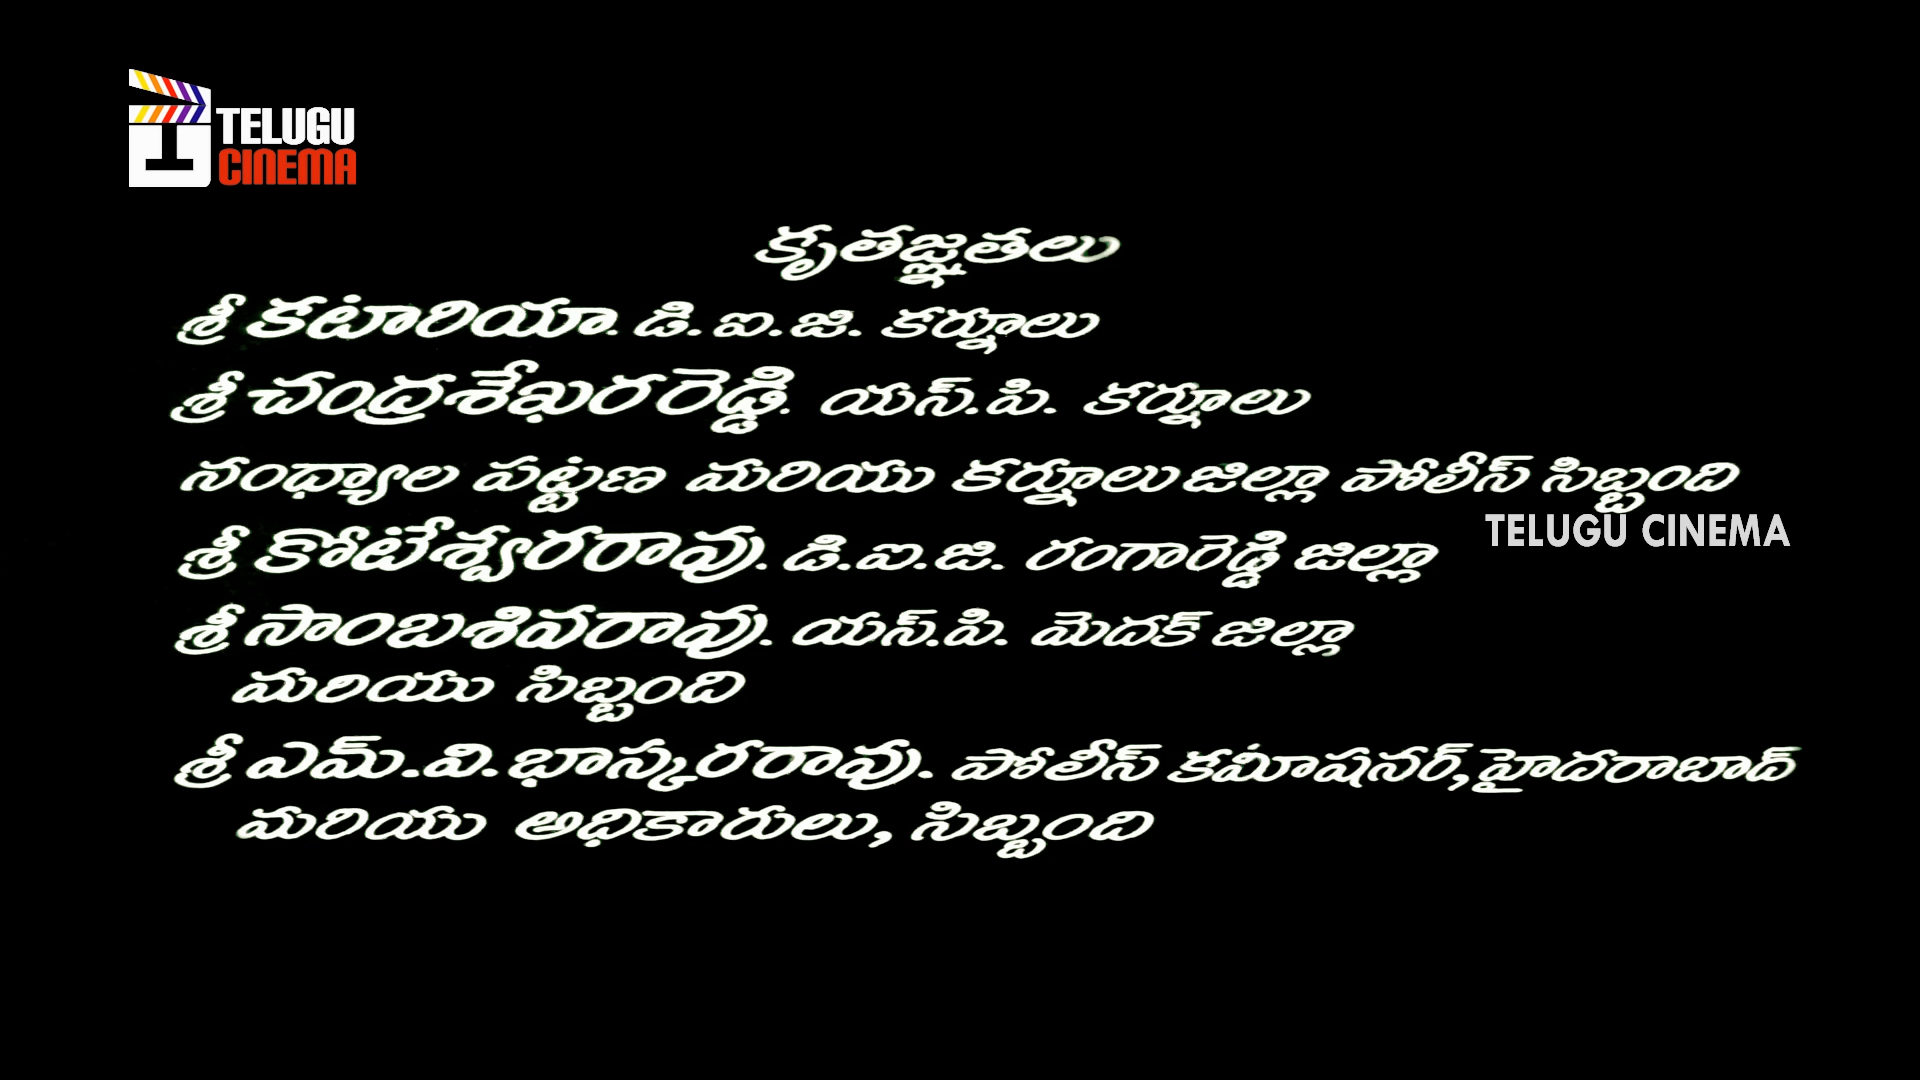 TELUGU
CINEMA
కృతజ్ఞతలు
శ్రీ కటారియా. డి.ఐ.జి. కర్నూలు
శ్రీ చంద్రశేఖరరెడ్డి. యస్.పి. కర్నూలు
నంధ్యాల పట్టణ మరియు కర్నూలుజిల్లా పోలీస్ సిబ్బంది
TELUGU CINEMA
శ్రీ కోటేశ్వరరావు. డి.ఐ.జి. రంగారెడ్డి జిల్లా
శ్రీ సాంబశివరావు. యస్.పి. మెదక్ జిల్లా
మరియు సిబ్బంది
శ్రీ ఎమ్.వి.భాస్కరరావు. పోలీస్ కమీషనర్,హైదరాబాద్
మరియు అధికారులు, సిబ్బంది